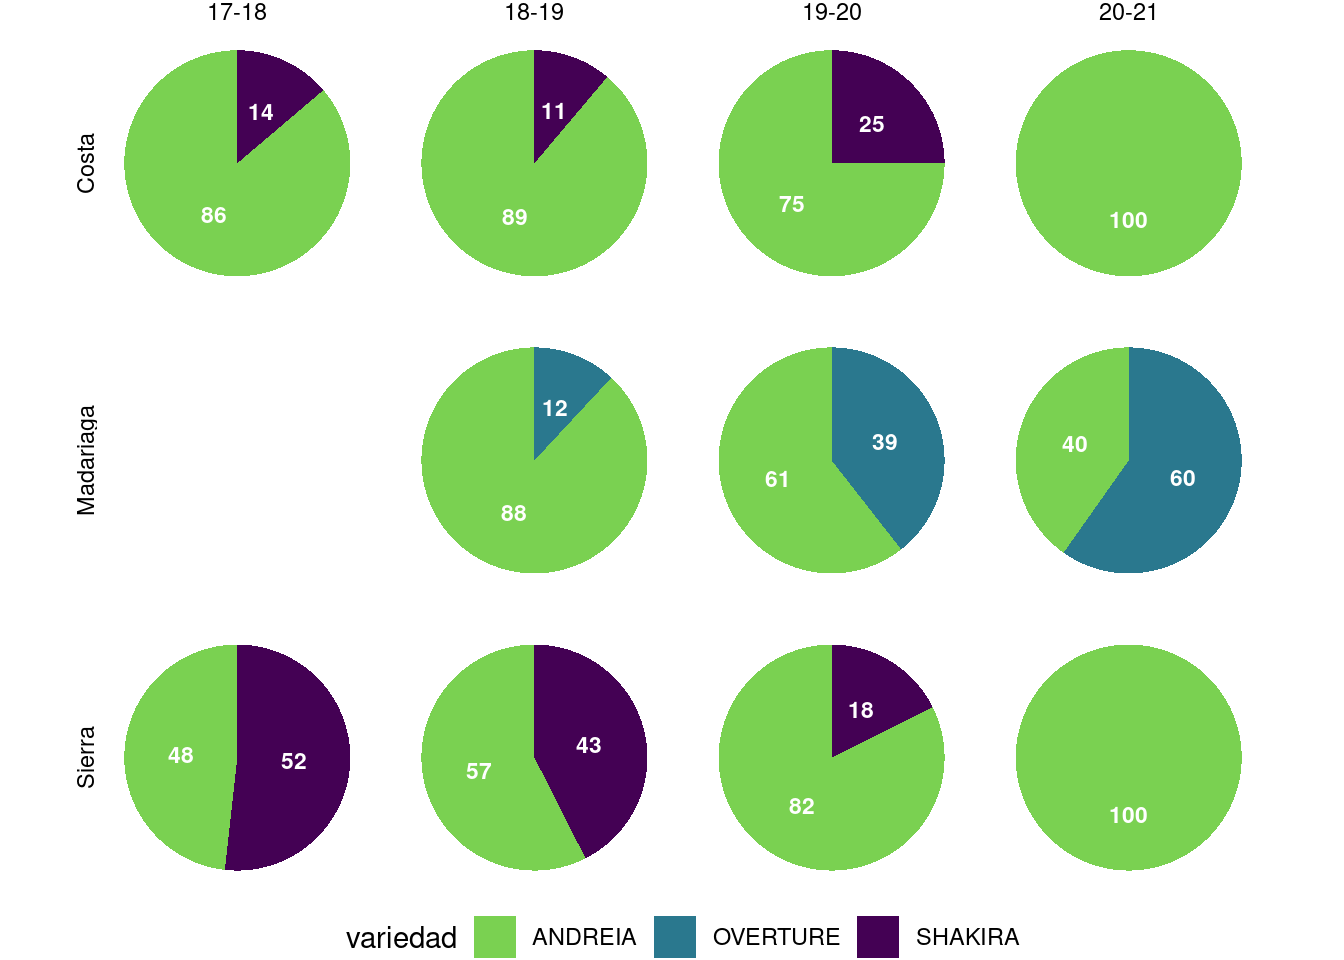 17-18 18-19 19-20 20-21
Costa
14 11 25
86 89 75 100
Madariaga
12 39 40 60
88 61
Sierra
48 52 57 43 18
82 100
variedad ANDREIA OVERTURE SHAKIRA